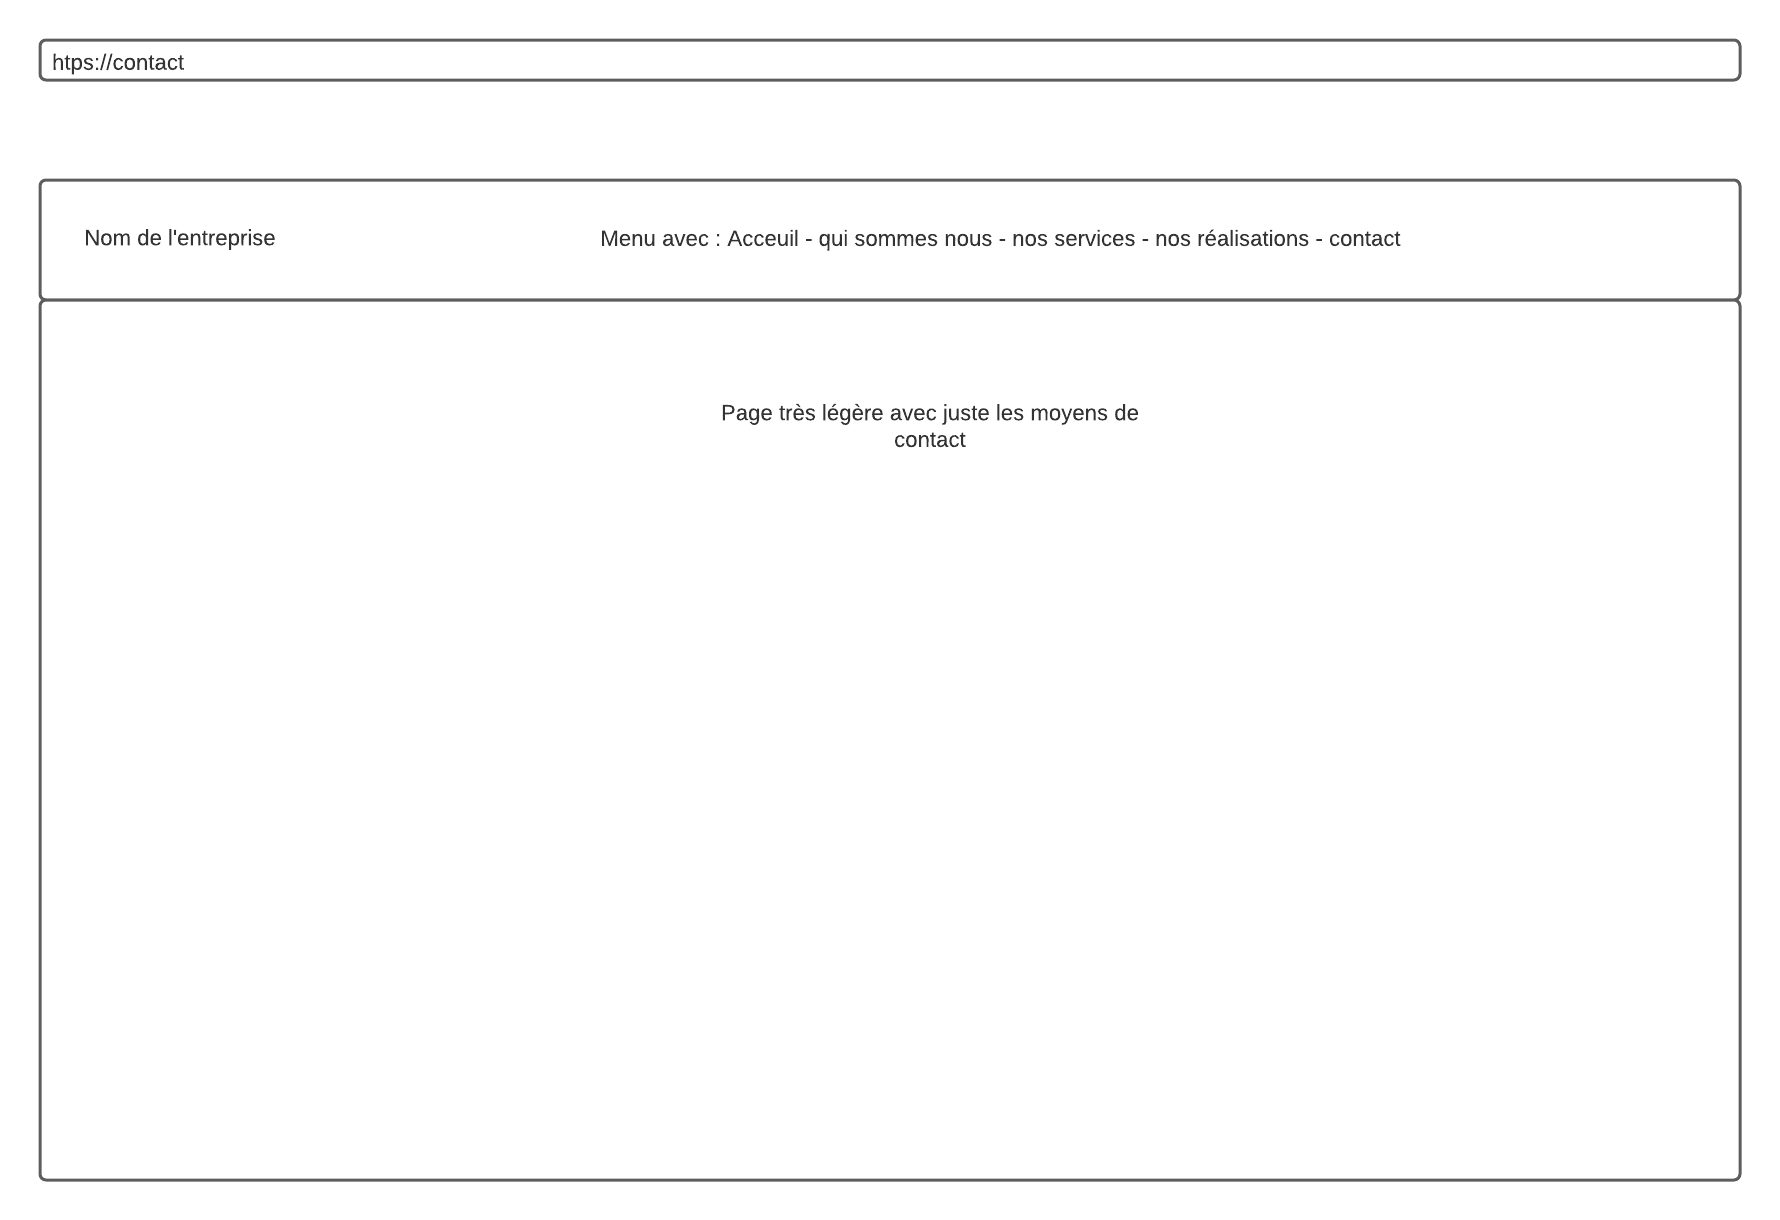 htps://contact
Nom de l'entreprise
Menu avec : Acceuil - qui sommes nous - nos services - nos réalisations - contact
Page très légère avec juste les moyens de
contact